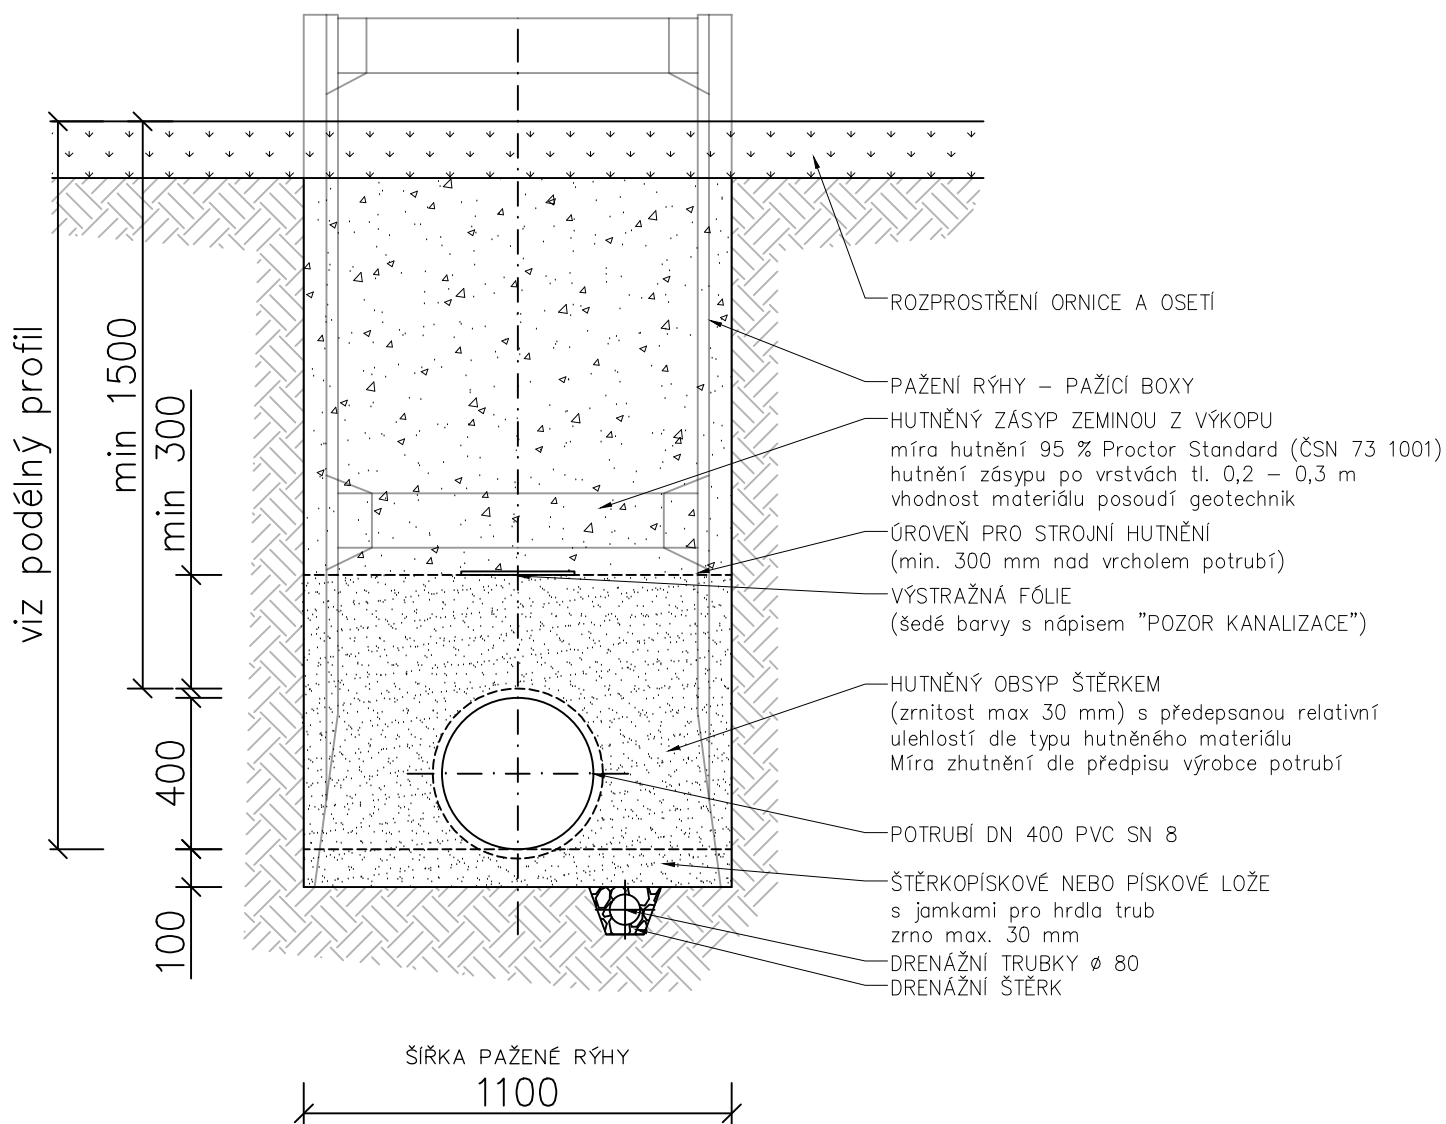 viz podélný profil
min 1500
min 300
400
100
ROZPROSTŘENÍ ORNICE A OSETÍ
PAŽENÍ RÝHY – PAŽÍCÍ BOXY
HUTNĚNÝ ZÁSYP ZEMINOU Z VÝKOPU
míra hutnění 95 % Proctor Standard (ČSN 73 1001)
hutnění zásypu po vrstvách tl. 0,2 – 0,3 m
vhodnost materiálu posoudí geotechnik
ÚROVEŇ PRO STROJNÍ HUTNĚNÍ
(min. 300 mm nad vrcholem potrubí)
VÝSTRAŽNÁ FÓLIE
(šedé barvy s nápisem "POZOR KANALIZACE")
HUTNĚNÝ OBSYP ŠTĚRKEM
(zrnitost max 30 mm) s předepsanou relativní
ulehlostí dle typu hutněného materiálu
Míra zhutnění dle předpisu výrobce potrubí
POTRUBÍ DN 400 PVC SN 8
ŠTĚRKOPÍSKOVÉ NEBO PÍSKOVÉ LOŽE
s jamkami pro hrdla trub
zrno max. 30 mm
DRENÁŽNÍ TRUBKY ø 80
DRENÁŽNÍ ŠTĚRK
ŠÍŘKA PAŽENÉ RÝHY
1100